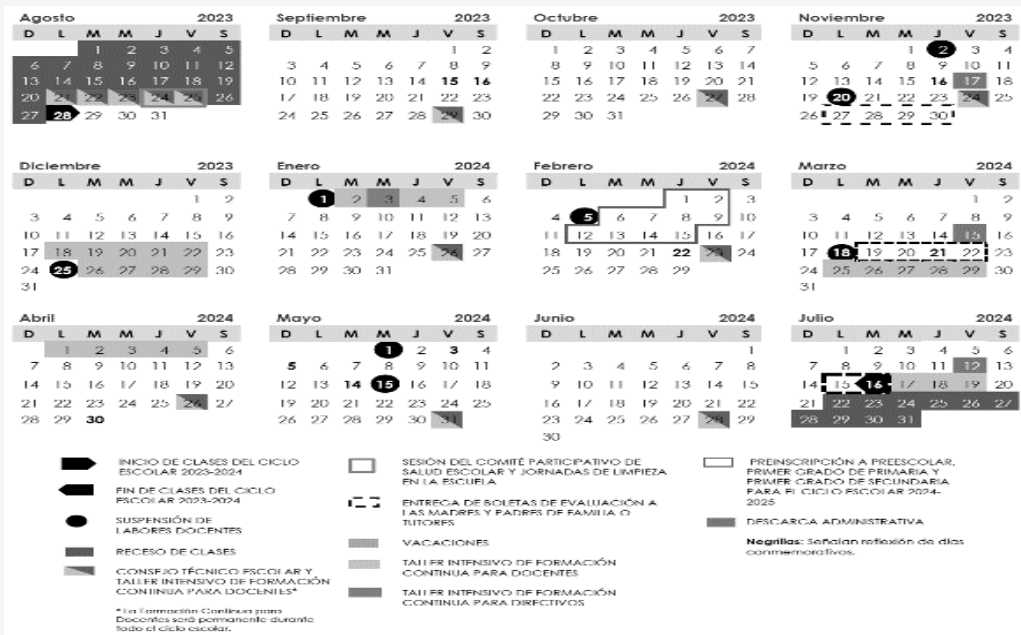 Agosto 2023
D L M M J V S
1 2 3 4 5
6 7 8 9 10 11 12
13 14 15 16 17 18 19
20 21 22 23 24 25 26
27 28 29 30 31
Septiembre 2023
D L M M J V S
1 2
3 4 5 6 7 8 9
10 11 12 13 14 15 16
17 18 19 20 21 22 23
24 25 26 27 28 29 30
Octubre 2023
D L M M J V S
1 2 3 4 5 6 7
8 9 10 11 12 13 14
15 16 17 18 19 20 21
22 23 24 25 26 27 28
29 30 31
Noviembre 2023
D L M M J V S
1 2 3 4
5 6 7 8 9 10 11
12 13 14 15 16 17 18
19 20 21 22 23 24 25
26 27 28 29 30
Diciembre 2023
D L M M J V S
1 2
3 4 5 6 7 8 9
10 11 12 13 14 15 16
17 18 19 20 21 22 23
24 25 26 27 28 29 30
31
Enero 2024
D L M M J V S
1 2 3 4 5 6
7 8 9 10 11 12 13
14 15 16 17 18 19 20
21 22 23 24 25 26 27
28 29 30 31
Febrero 2024
D L M M J V S
1 2 3
4 5 6 7 8 9 10
11 12 13 14 15 16 17
18 19 20 21 22 23 24
25 26 27 28 29
Marzo 2024
D L M M J V S
1 2
3 4 5 6 7 8 9
10 11 12 13 14 15 16
17 18 19 20 21 22 23
24 25 26 27 28 29 30
31
Abril 2024
D L M M J V S
1 2 3 4 5 6
7 8 9 10 11 12 13
14 15 16 17 18 19 20
21 22 23 24 25 26 27
28 29 30
Mayo 2024
D L M M J V S
1 2 3 4
5 6 7 8 9 10 11
12 13 14 15 16 17 18
19 20 21 22 23 24 25
26 27 28 29 30 31
Junio 2024
D L M M J V S
1
2 3 4 5 6 7 8
9 10 11 12 13 14 15
16 17 18 19 20 21 22
23 24 25 26 27 28 29
30
Julio 2024
D L M M J V S
1 2 3 4 5 6
7 8 9 10 11 12 13
14 15 16 17 18 19 20
21 22 23 24 25 26 27
28 29 30 31
INICIO DE CLASES DEL CICLO
ESCOLAR 2023-2024
FIN DE CLASES DEL CICLO
ESCOLAR 2023-2024
SUSPENSIÓN DE
LABORES DOCENTES
RECESO DE CLASES
CONSEJO TÉCNICO ESCOLAR Y
TALLER INTENSIVO DE FORMACIÓN
CONTINUA PARA DOCENTES*
*La Formación Continua para
Docentes será permanente durante
todo el ciclo escolar.
SESIÓN DEL COMITÉ PARTICIPATIVO DE
SALUD ESCOLAR Y JORNADAS DE LIMPIEZA
EN LA ESCUELA
ENTREGA DE BOLETAS DE EVALUACIÓN A
LAS MADRES Y PADRES DE FAMILIA O
TUTORES
VACACIONES
TALLER INTENSIVO DE FORMACIÓN
CONTINUA PARA DOCENTES
TALLER INTENSIVO DE FORMACIÓN
CONTINUA PARA DIRECTIVOS
PREINSCRIPCIÓN A PREESCOLAR,
PRIMER GRADO DE PRIMARIA Y
PRIMER GRADO DE SECUNDARIA
PARA EL CICLO ESCOLAR 2024-
2025
DESCARGA ADMINISTRATIVA
Negrillas: Señalan reflexión de días
conmemorativos.